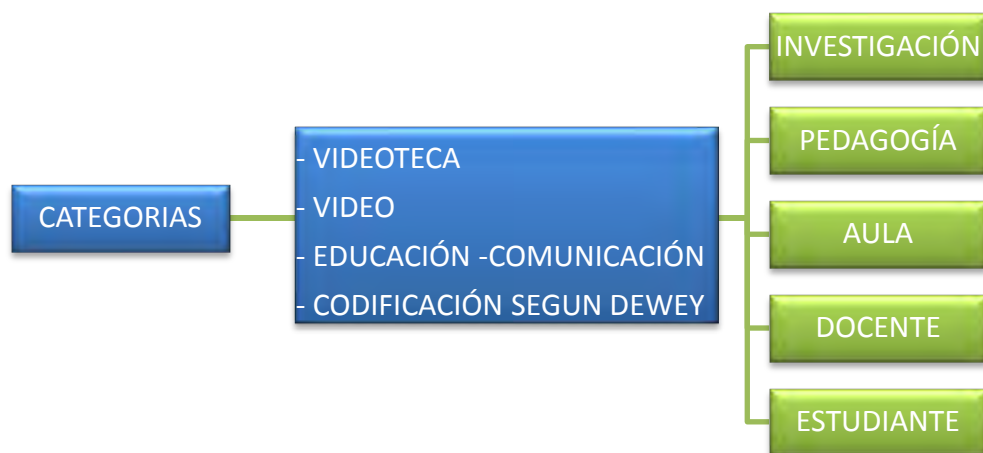 CATEGORIAS
- VIDEOTECA
- VIDEO
- EDUCACIÓN -COMUNICACIÓN
- CODIFICACIÓN SEGUN DEWEY
INVESTIGACIÓN
PEDAGOGÍA
AULA
DOCENTE
ESTUDIANTE